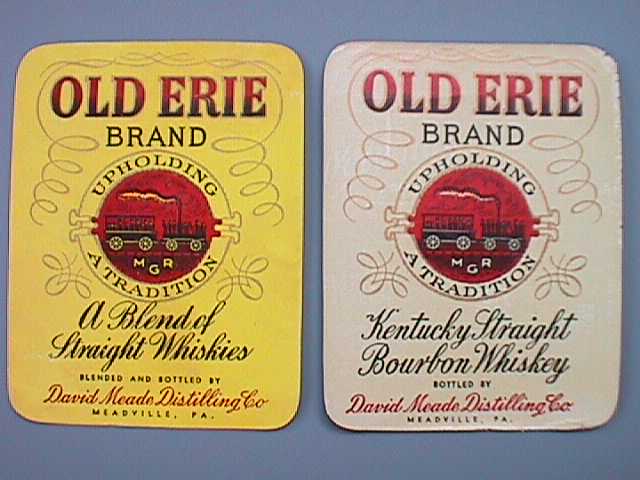 OLD ERIE
BRAND
UPHOLDING
MGR
A TRADITION
A Blend of
Straight Whiskies
BLENDED AND BOTTLED BY
David Meade Distilling Co
MEADVILLE, PA.
OLD ERIE
BRAND
UPHOLDING
MGR
A TRADITION
Kentucky Straight
Bourbon Whiskey
BOTTLED BY
David Meade Distilling Co.
MEADVILLE, PA.